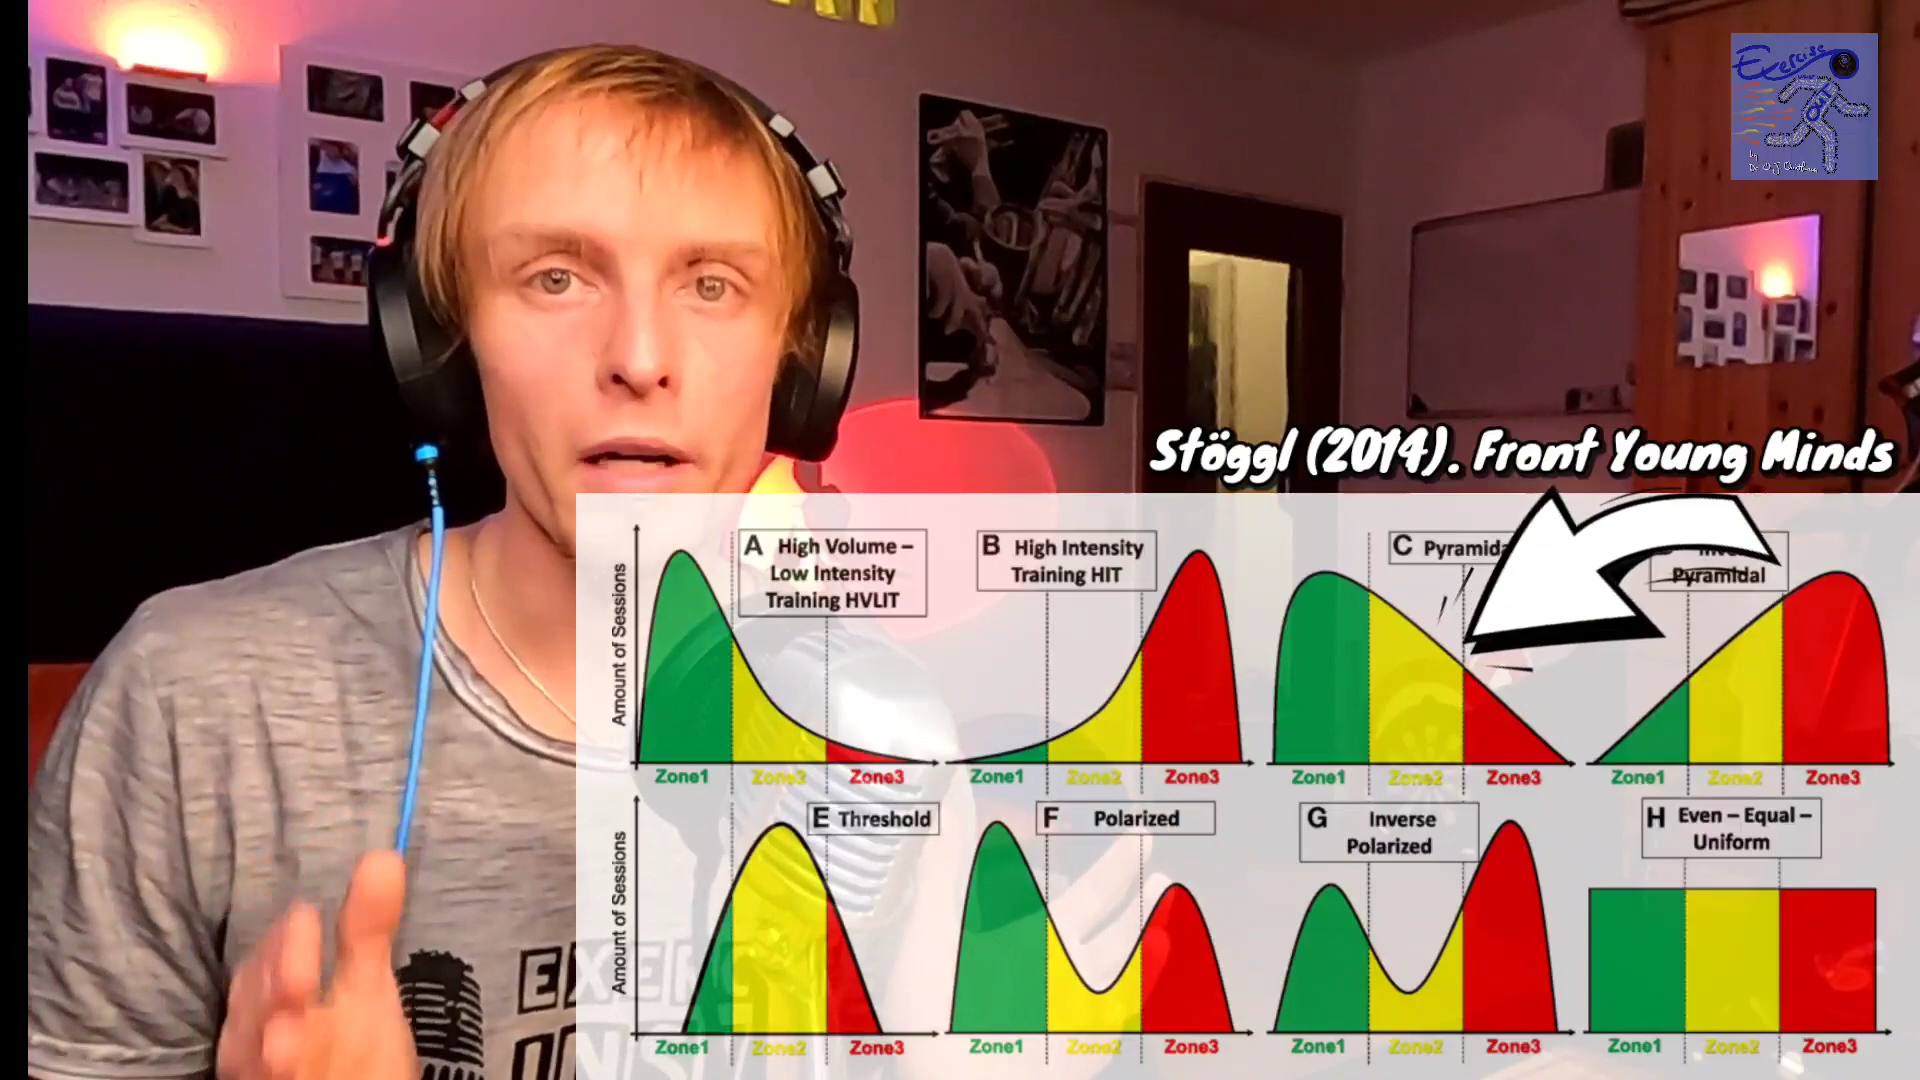 Exercise
by
Stöggl (2014). Front Young Minds
A High Volume –
Low Intensity
Training HVLIT
B High Intensity
Training HIT
C Pyramida
Pyramidal
Amount of Sessions
Zone1 Zone2 Zone3
Zone1 Zone2 Zone3
Zone1 Zone2 Zone3
Zone1 Zone2 Zone3
E Threshold
F Polarized
G Inverse
Polarized
H Even – Equal –
Uniform
Amount of Sessions
Zone1 Zone2 Zone3
Zone1 Zone2 Zone3
Zone1 Zone2 Zone3
Zone1 Zone2 Zone3